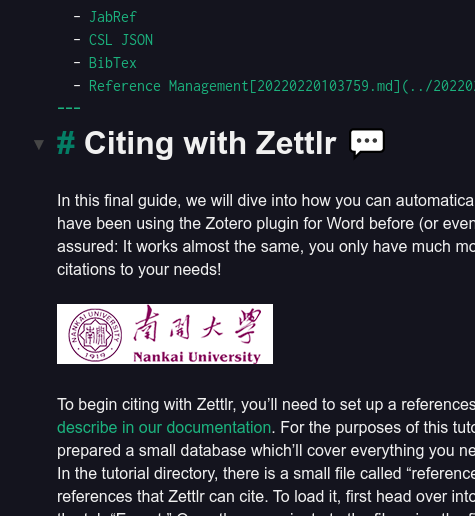 - JabRef
- CSL JSON
- BibTex
- Reference Management[20220220103759.md](../20220
---
# Citing with Zettlr 💬
In this final guide, we will dive into how you can automatica
have been using the Zotero plugin for Word before (or even
assured: It works almost the same, you only have much mo
citations to your needs!
NANKAI UNIVERSITY
1919
南開大學
Nankai University
To begin citing with Zettlr, you’ll need to set up a references
describe in our documentation. For the purposes of this tuto
prepared a small database which’ll cover everything you ne
In the tutorial directory, there is a small file called “reference
references that Zettlr can cite. To load it, first head over into